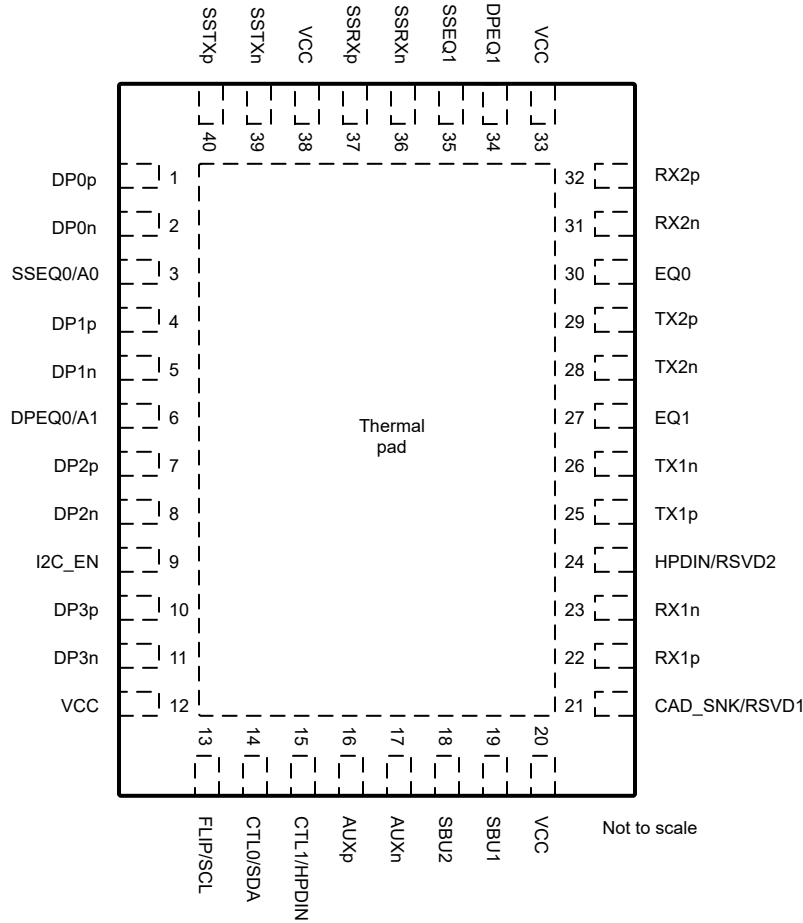 SSTXp
SSTXn
VCC
SSRXp
SSRXn
SSEQ1
DPEQ1
VCC
40
39
38
37
36
35
34
33
DP0p 1
DP0n 2
SSEQ0/A0 3
DP1p 4
DP1n 5
DPEQ0/A1 6
DP2p 7
DP2n 8
I2C_EN 9
DP3p 10
DP3n 11
VCC 12
Thermal
pad
32 RX2p
31 RX2n
30 EQ0
29 TX2p
28 TX2n
27 EQ1
26 TX1n
25 TX1p
24 HPDIN/RSVD2
23 RX1n
22 RX1p
21 CAD_SNK/RSVD1
13
14
15
16
17
18
19
20
FLIP/SCL
CTL0/SDA
CTL1/HPDIN
AUXp
AUXn
SBU2
SBU1
VCC
Not to scale